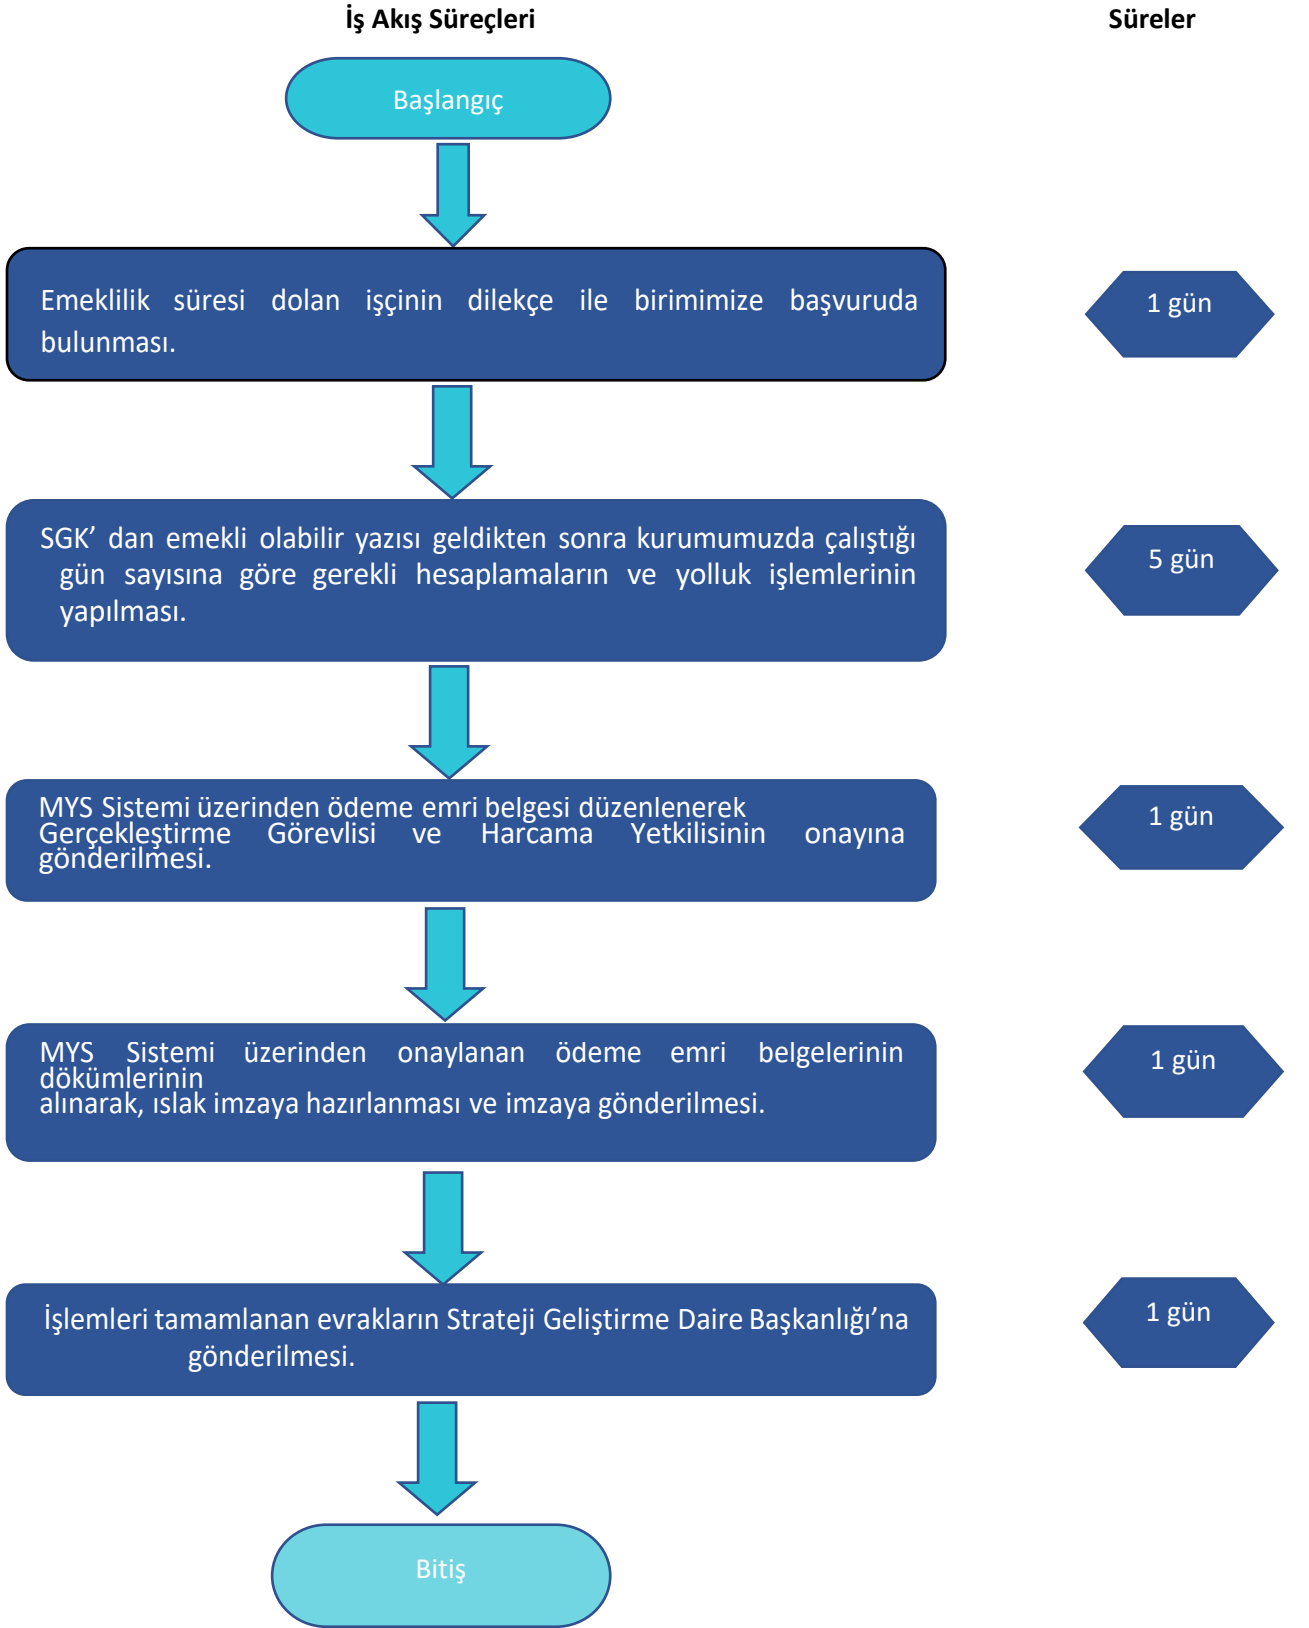 İş Akış Süreçleri
Süreler
Başlangıç
Emeklilik süresi dolan işçinin dilekçe ile birimimize başvuruda
bulunması.
1 gün
SGK’ dan emekli olabilir yazısı geldikten sonra kurumumuzda çalıştığı
gün sayısına göre gerekli hesaplamaların ve yolluk işlemlerinin
yapılması.
5 gün
MYS Sistemi üzerinden ödeme emri belgesi düzenlenerek
Gerçekleştirme Görevlisi ve Harcama Yetkilisinin onayına
gönderilmesi.
1 gün
MYS Sistemi üzerinden onaylanan ödeme emri belgelerinin
dökümlerinin
alınarak, ıslak imzaya hazırlanması ve imzaya gönderilmesi.
1 gün
İşlemleri tamamlanan evrakların Strateji Geliştirme Daire Başkanlığı’na
gönderilmesi.
1 gün
Bitiş